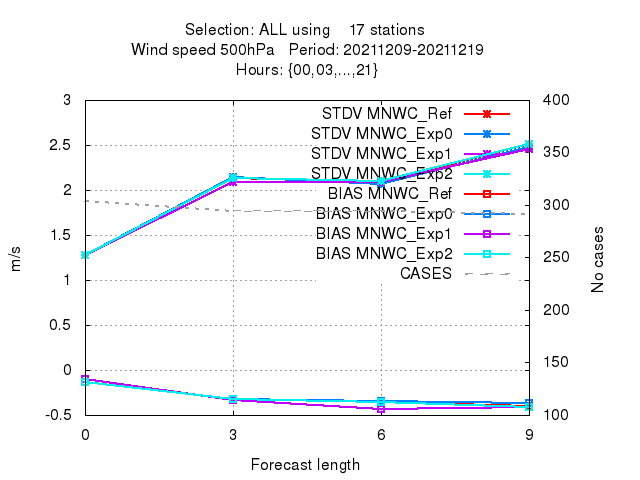 Selection: ALL using 17 stations
Wind speed 500hPa Period: 20211209-20211219
Hours: {00,03,...,21}
3 400
STDV MNWC_Ref
STDV MNWC_Exp0
2.5 350
STDV MNWC_Exp1
STDV MNWC_Exp2
2 300
BIAS MNWC_Ref
BIAS MNWC_Exp0
1.5 250
BIAS MNWC_Exp1
BIAS MNWC_Exp2
CASES
1 200
0.5 150
0
-0.5 100
m/s
No cases
0 3 6 9
Forecast length